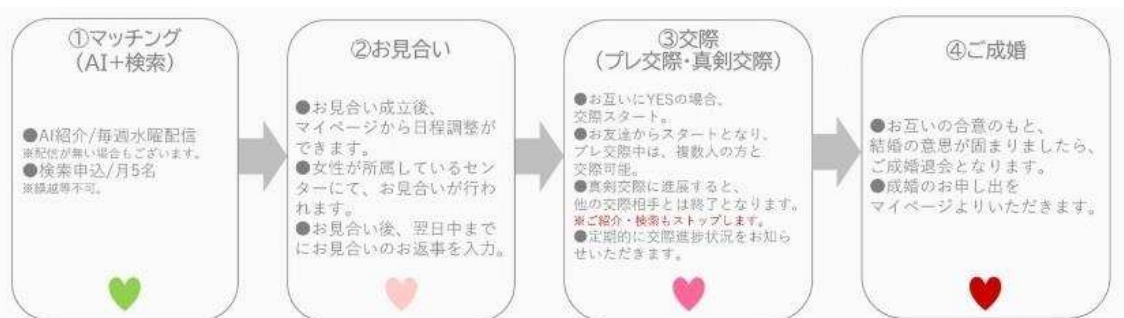 ①マッチング
(AI+検索)
●AI紹介/毎週水曜配信
※配信が無い場合もございます。
●検索申込/月5名
※繰越等不可。
②お見合い
●お見合い成立後、
マイページから日程調整が
できます。
●女性が所属しているセン
ターにて、お見合いが行わ
れます。
●お見合い後、翌日中まで
にお見合いのお返事を入力。
③交際
(プレ交際・真剣交際)
●お互いにYESの場合、
交際スタート。
●お友達からスタートとなり、
プレ交際中は、複数人の方と
交際可能。
●真剣交際に進展すると、
他の交際相手とは終了となります。
※ご紹介・検索もストップします。
●定期的に交際進捗状況をお知ら
せいただきます。
④ご成婚
●お互いの合意のもと、
結婚の意思が固まりましたら、
ご成婚退会となります。
●成婚のお申し出を
マイページよりいただきます。